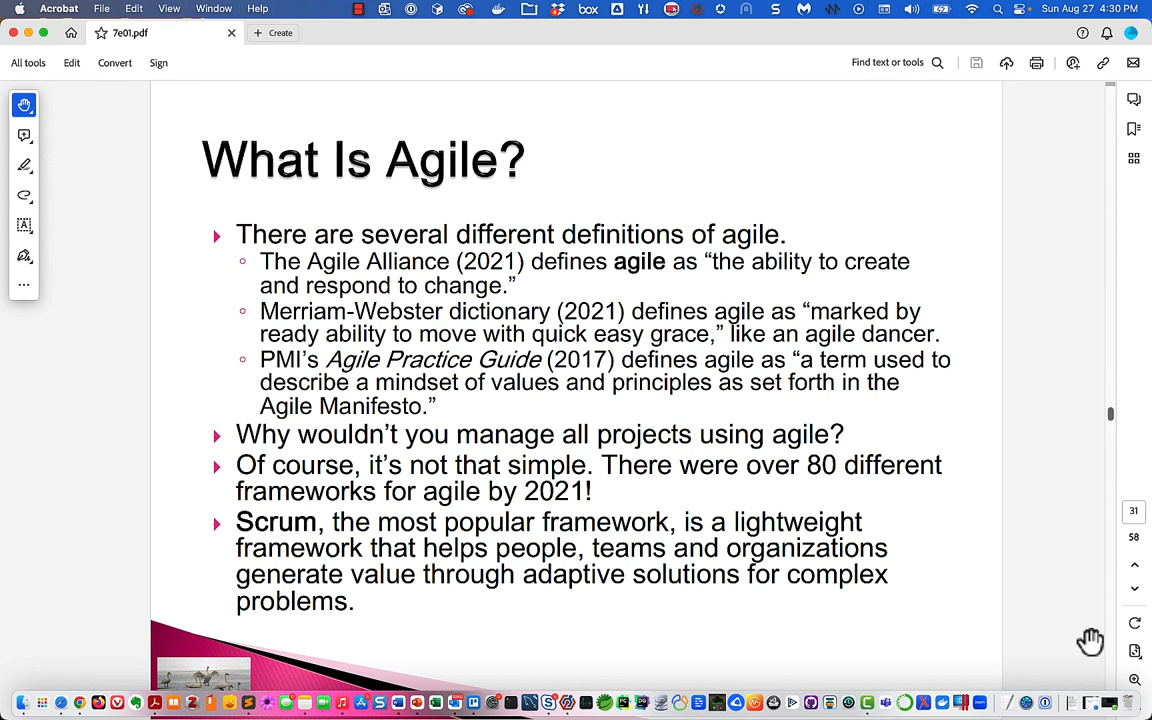 Acrobat File Edit View Window Help box Sun Aug 27 4:30 PM
7e01.pdf + Create
All tools Edit Convert Sign Find text or tools
What Is Agile?
There are several different definitions of agile.
The Agile Alliance (2021) defines agile as “the ability to create
and respond to change.”
Merriam-Webster dictionary (2021) defines agile as “marked by
ready ability to move with quick easy grace,” like an agile dancer.
PMI’s Agile Practice Guide (2017) defines agile as “a term used to
describe a mindset of values and principles as set forth in the
Agile Manifesto.”
Why wouldn’t you manage all projects using agile?
Of course, it’s not that simple. There were over 80 different
frameworks for agile by 2021!
Scrum, the most popular framework, is a lightweight
framework that helps people, teams and organizations
generate value through adaptive solutions for complex
problems.
31
58